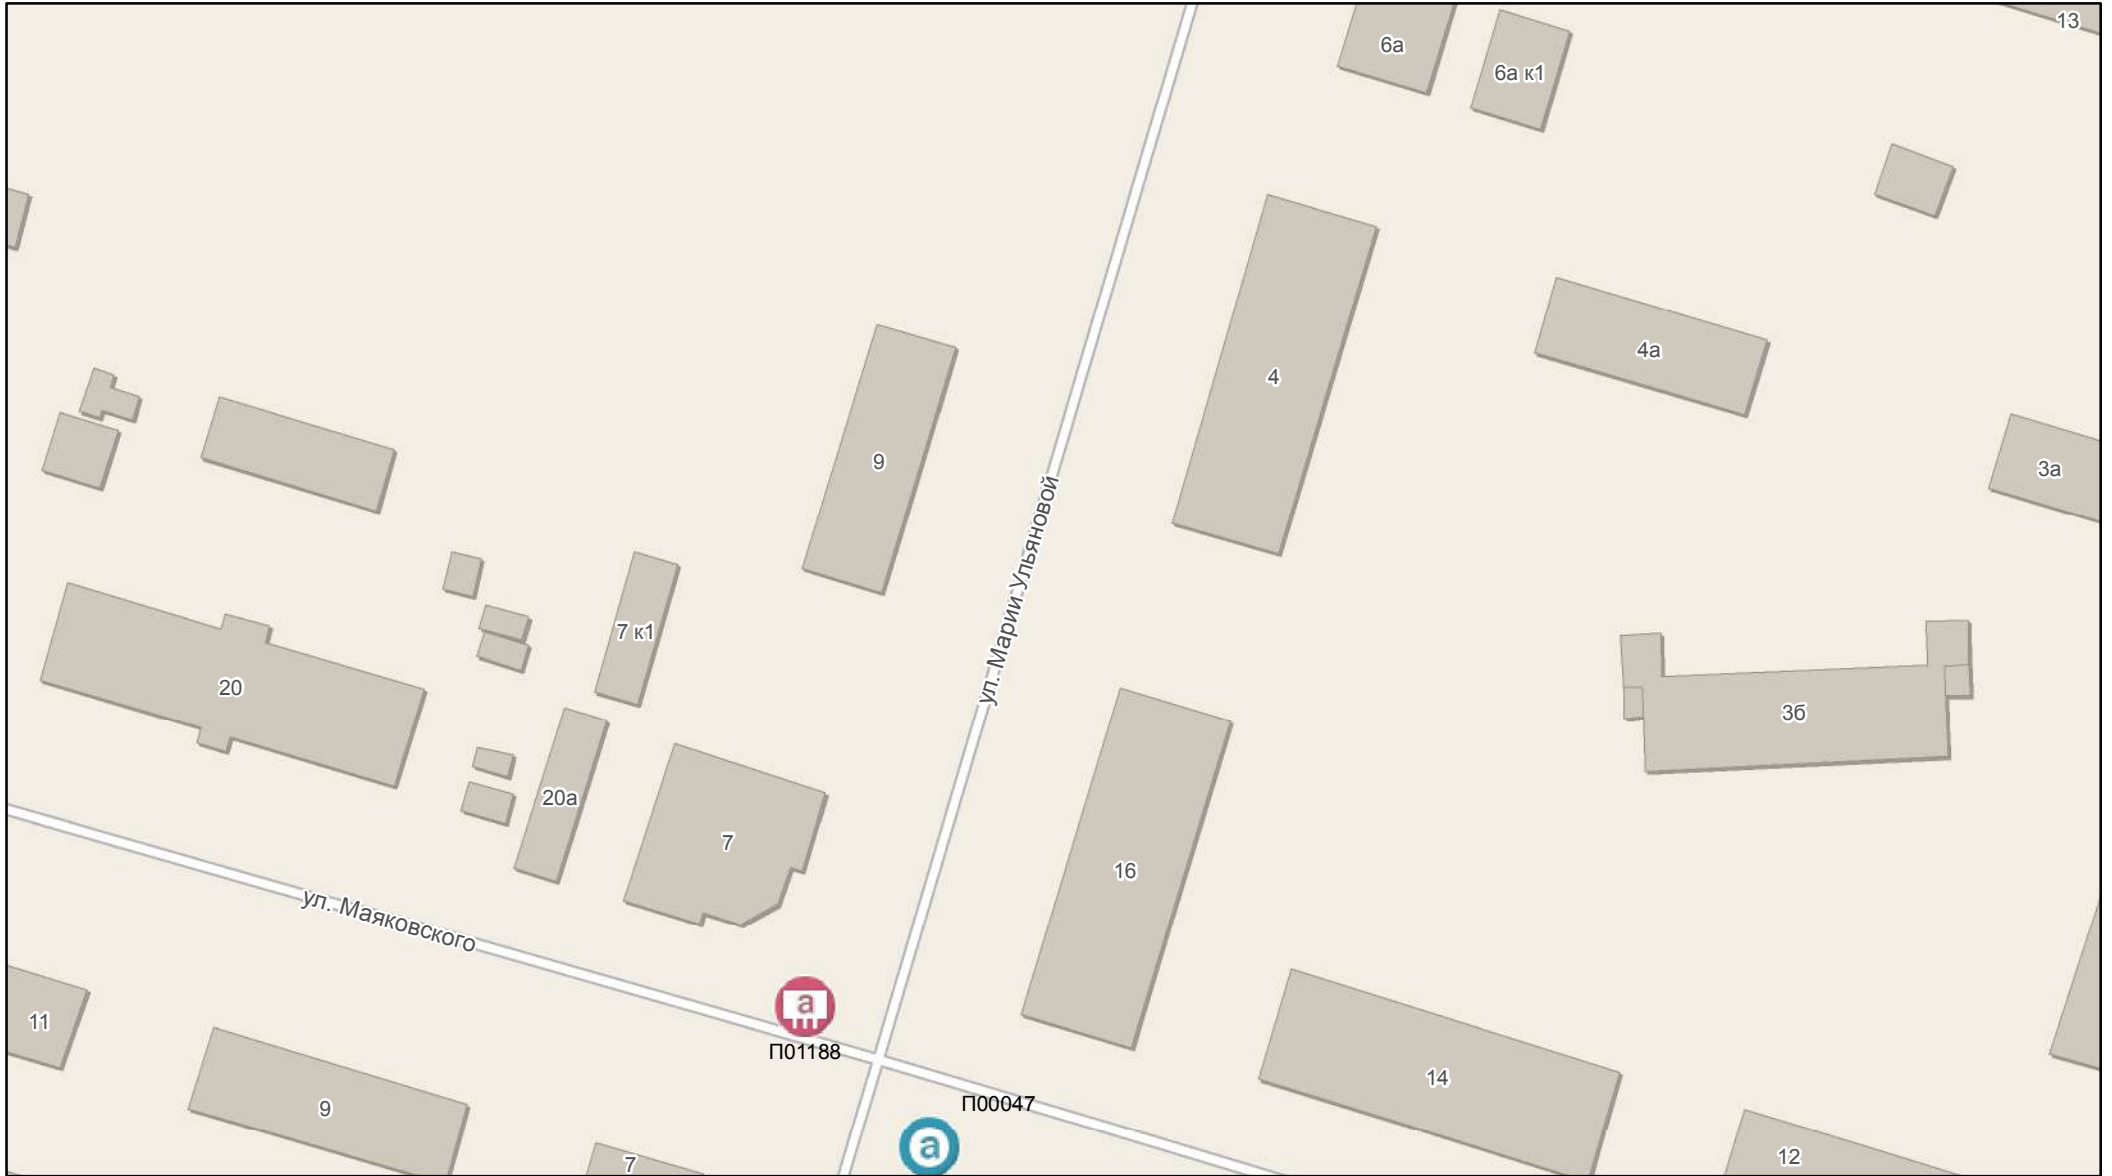 13
6а
6а к1
4а
4
9
3а
7 к1
ул. Марии Ульяновой
20
3б
20а
7
16
ул. Маяковского
а
11
П01188
14
П00047
9
а
12
7